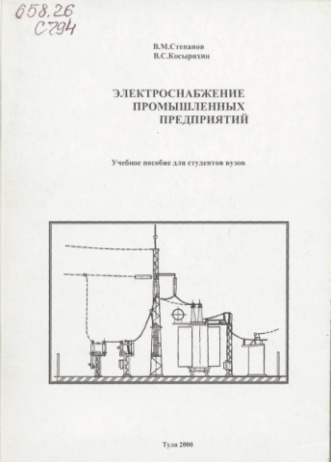 658.26
С794
В.М.Степанов
В.С.Косырихин
ЭЛЕКТРОСНАБЖЕНИЕ
ПРОМЫШЛЕННЫХ
ПРЕДПРИЯТИЙ
Учебное пособие для студентов вузов
Тула 2000